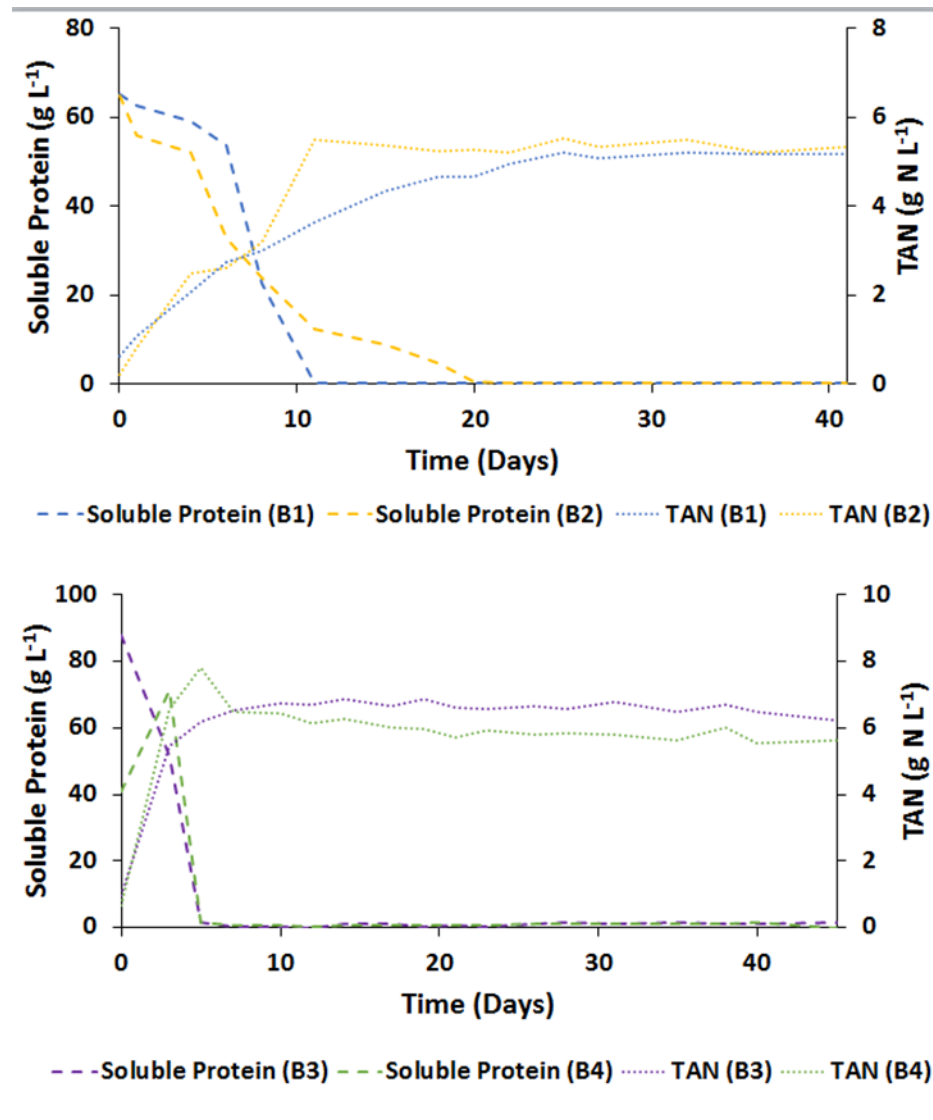 80
60
40
20
0
Soluble Protein (g L-1)
8
6
4
2
0
TAN (g N L-1)
0 10 20 30 40
Time (Days)
Soluble Protein (B1) Soluble Protein (B2) TAN (B1) TAN (B2)
100
80
60
40
20
0
Soluble Protein (g L-1)
10
8
6
4
2
0
TAN (g N L-1)
0 10 20 30 40
Time (Days)
Soluble Protein (B3) Soluble Protein (B4) TAN (B3) TAN (B4)